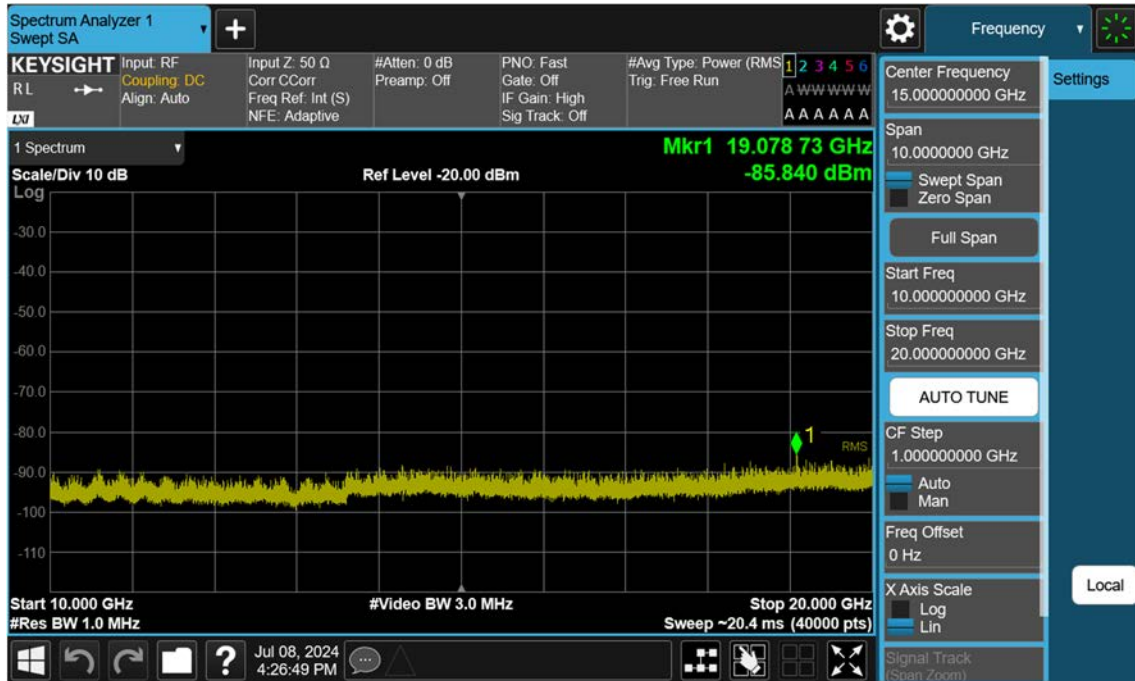 Spectrum Analyzer 1
Swept SA
+
Frequency
KEYSIGHT
R L
LXI
Input: RF
Coupling: DC
Align: Auto
Input Z: 50 Ω
Corr CCorr
Freq Ref: Int (S)
NFE: Adaptive
#Atten: 0 dB
Preamp: Off
PNO: Fast
Gate: Off
IF Gain: High
Sig Track: Off
#Avg Type: Power (RMS
Trig: Free Run
1 2 3 4 5 6
A W W W W W
A A A A A A
1 Spectrum
Scale/Div 10 dB
Ref Level -20.00 dBm
Mkr1 19.078 73 GHz
-85.840 dBm
Log
-30.0
-40.0
-50.0
-60.0
-70.0
-80.0
-90.0
-100
-110
1
RMS
Start 10.000 GHz
#Video BW 3.0 MHz
Stop 20.000 GHz
#Res BW 1.0 MHz
Sweep ~20.4 ms (40000 pts)
Center Frequency
15.000000000 GHz
Span
10.0000000 GHz
Swept Span
Zero Span
Full Span
Start Freq
10.000000000 GHz
Stop Freq
20.000000000 GHz
AUTO TUNE
CF Step
1.000000000 GHz
Auto
Man
Freq Offset
0 Hz
X Axis Scale
Log
Lin
Signal Track
(Span Zoom)
Settings
Local
?
Jul 08, 2024
4:26:49 PM